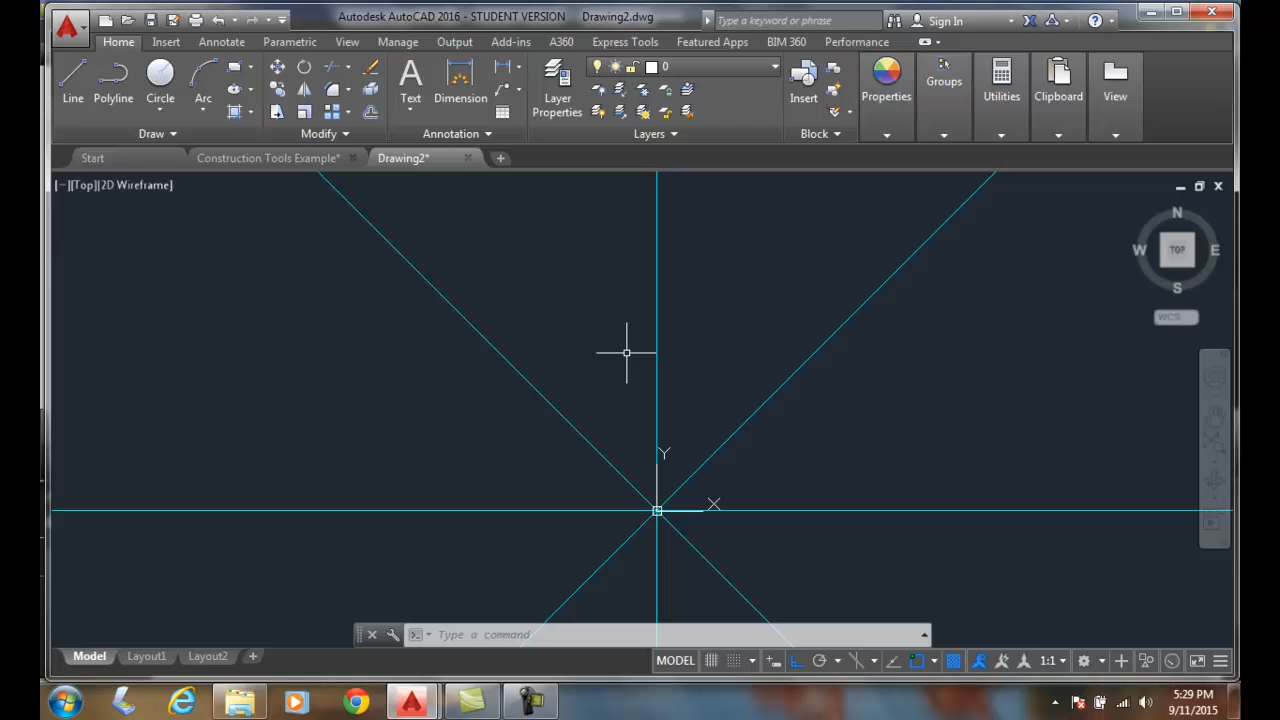 Autodesk AutoCAD 2016 - STUDENT VERSION Drawing2.dwg
Type a keyword or phrase
Sign In
Home Insert Annotate Parametric View Manage Output Add-ins A360 Express Tools Featured Apps BIM 360 Performance
0
Line Polyline Circle Arc Text Dimension Layer Properties Insert Properties Groups Utilities Clipboard View
Draw Modify Annotation Layers Block
Start Construction Tools Example* Drawing2*
[−][Top][2D Wireframe]
N
W TOP E
S
WCS
Y
X
Type a command
Model Layout1 Layout2
MODEL 1:1
5:29 PM
9/11/2015